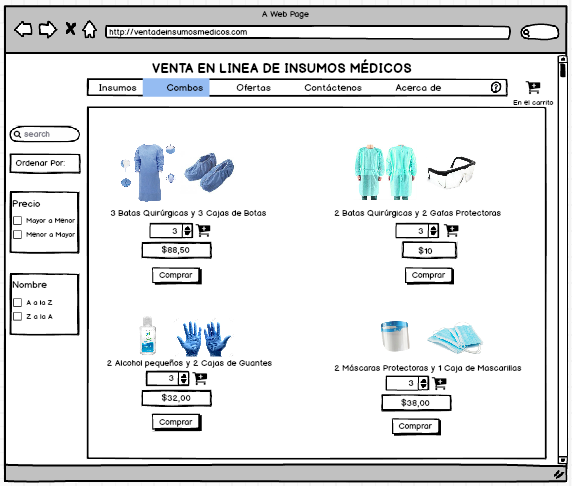 A Web Page
http://ventadeinsumosmedicos.com
VENTA EN LINEA DE INSUMOS MÉDICOS
Insumos Combos Ofertas Contáctenos Acerca de ?
En el carrito
search
Ordenar Por:
Precio
Mayor a Menor
Menor a Mayor
Nombre
A a la Z
Z a la A
3 Batas Quirúrgicas y 3 Cajas de Botas
3
$88,50
Comprar
2 Batas Quirúrgicas y 2 Gafas Protectoras
3
$10
Comprar
2 Alcohol pequeños y 2 Cajas de Guantes
3
$32,00
Comprar
2 Máscaras Protectoras y 1 Caja de Mascarillas
3
$38,00
Comprar